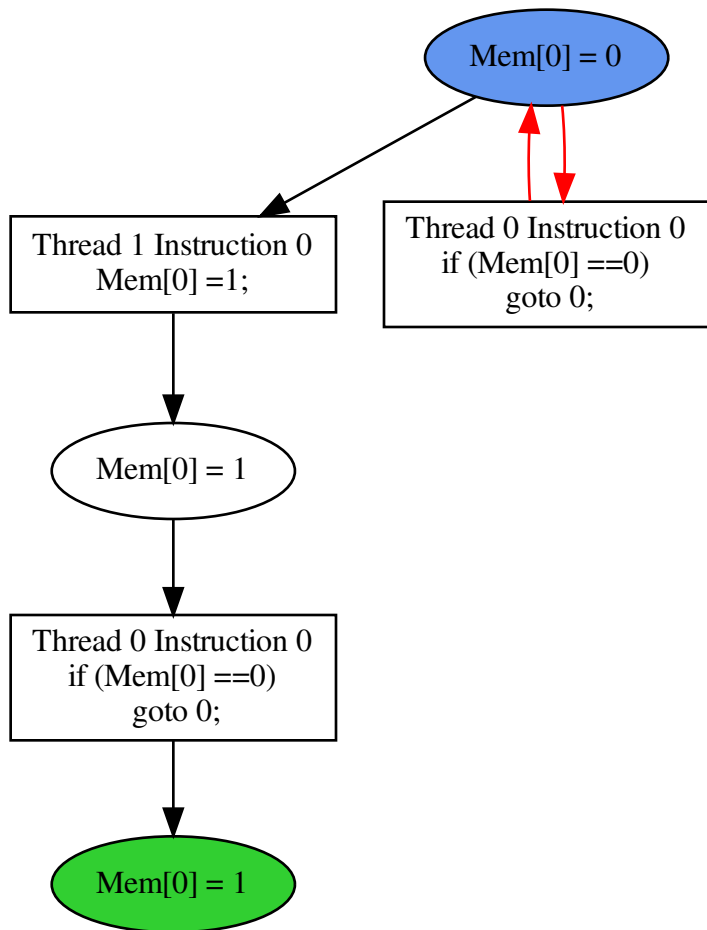 Mem[0] = 0
Thread 1 Instruction 0
Mem[0] =1;
Thread 0 Instruction 0
if (Mem[0] ==0)
goto 0;
Mem[0] = 1
Thread 0 Instruction 0
if (Mem[0] ==0)
goto 0;
Mem[0] = 1